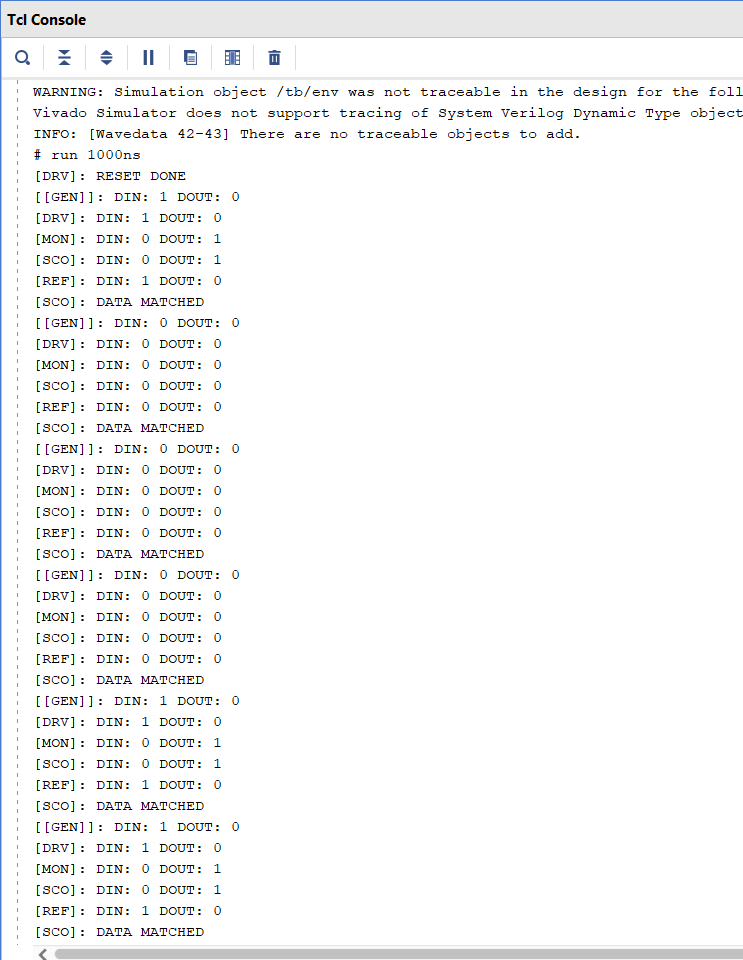 Tcl Console
WARNING: Simulation object /tb/env was not traceable in the design for the foll
Vivado Simulator does not support tracing of System Verilog Dynamic Type object
INFO: [Wavedata 42-43] There are no traceable objects to add.
# run 1000ns
[DRV]: RESET DONE
[[GEN]]: DIN: 1 DOUT: 0
[DRV]: DIN: 1 DOUT: 0
[MON]: DIN: 0 DOUT: 1
[SCO]: DIN: 0 DOUT: 1
[REF]: DIN: 1 DOUT: 0
[SCO]: DATA MATCHED
[[GEN]]: DIN: 0 DOUT: 0
[DRV]: DIN: 0 DOUT: 0
[MON]: DIN: 0 DOUT: 0
[SCO]: DIN: 0 DOUT: 0
[REF]: DIN: 0 DOUT: 0
[SCO]: DATA MATCHED
[[GEN]]: DIN: 0 DOUT: 0
[DRV]: DIN: 0 DOUT: 0
[MON]: DIN: 0 DOUT: 0
[SCO]: DIN: 0 DOUT: 0
[REF]: DIN: 0 DOUT: 0
[SCO]: DATA MATCHED
[[GEN]]: DIN: 0 DOUT: 0
[DRV]: DIN: 0 DOUT: 0
[MON]: DIN: 0 DOUT: 0
[SCO]: DIN: 0 DOUT: 0
[REF]: DIN: 0 DOUT: 0
[SCO]: DATA MATCHED
[[GEN]]: DIN: 1 DOUT: 0
[DRV]: DIN: 1 DOUT: 0
[MON]: DIN: 0 DOUT: 1
[SCO]: DIN: 0 DOUT: 1
[REF]: DIN: 1 DOUT: 0
[SCO]: DATA MATCHED
[[GEN]]: DIN: 1 DOUT: 0
[DRV]: DIN: 1 DOUT: 0
[MON]: DIN: 0 DOUT: 1
[SCO]: DIN: 0 DOUT: 1
[REF]: DIN: 1 DOUT: 0
[SCO]: DATA MATCHED